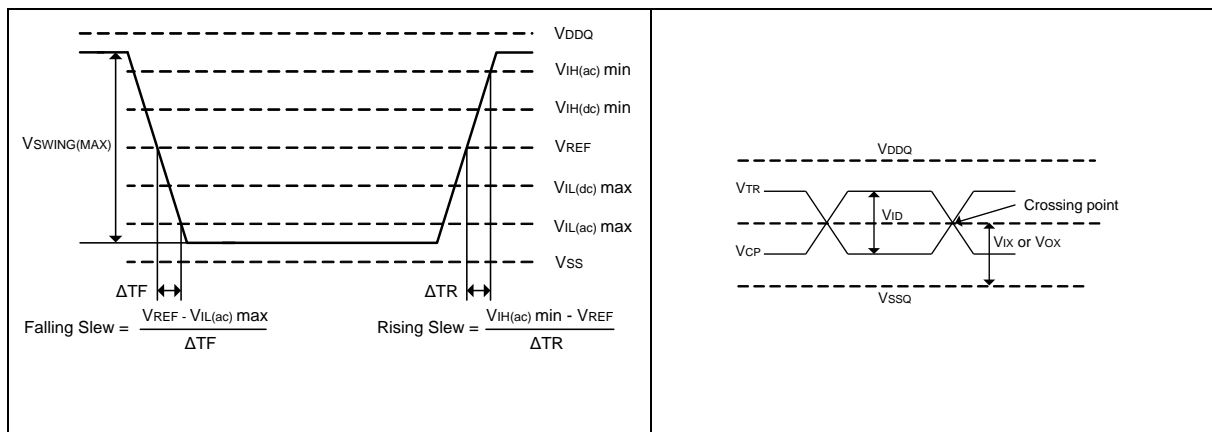 VDDQ
VIH(ac) min
VIH(dc) min
VSWING(MAX)
VREF
VIL(dc) max
VIL(ac) max
VSS
ΔTF
ΔTR
Falling Slew = VREF - VIL(ac) max
ΔTF
Rising Slew = VIH(ac) min - VREF
ΔTR
VDDQ
VTR
VID
Crossing point
VCP
VIX or VOX
VSSQ